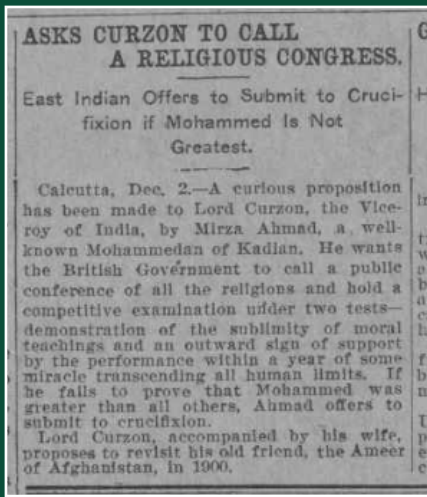 ASKS CURZON TO CALL
A RELIGIOUS CONGRESS.
East Indian Offers to Submit to Cruci-
fixion if Mohammed Is Not
Greatest.
Calcutta, Dec. 2.—A curious proposition
has been made to Lord Curzon, the Vice-
roy of India, by Mirza Ahmad, a well-
known Mohammedan of Kadian. He wants
the British Government to call a public
conference of all the religions and hold a
competitive examination under two tests—
demonstration of the sublimity of moral
teachings and an outward sign of support
by the performance within a year of some
miracle transcending all human limits. If
he fails to prove that Mohammed was
greater than all others, Ahmad offers to
submit to crucifixion.
Lord Curzon, accompanied by his wife,
proposes to revisit his old friend, the Ameer
of Afghanistan, in 1900.